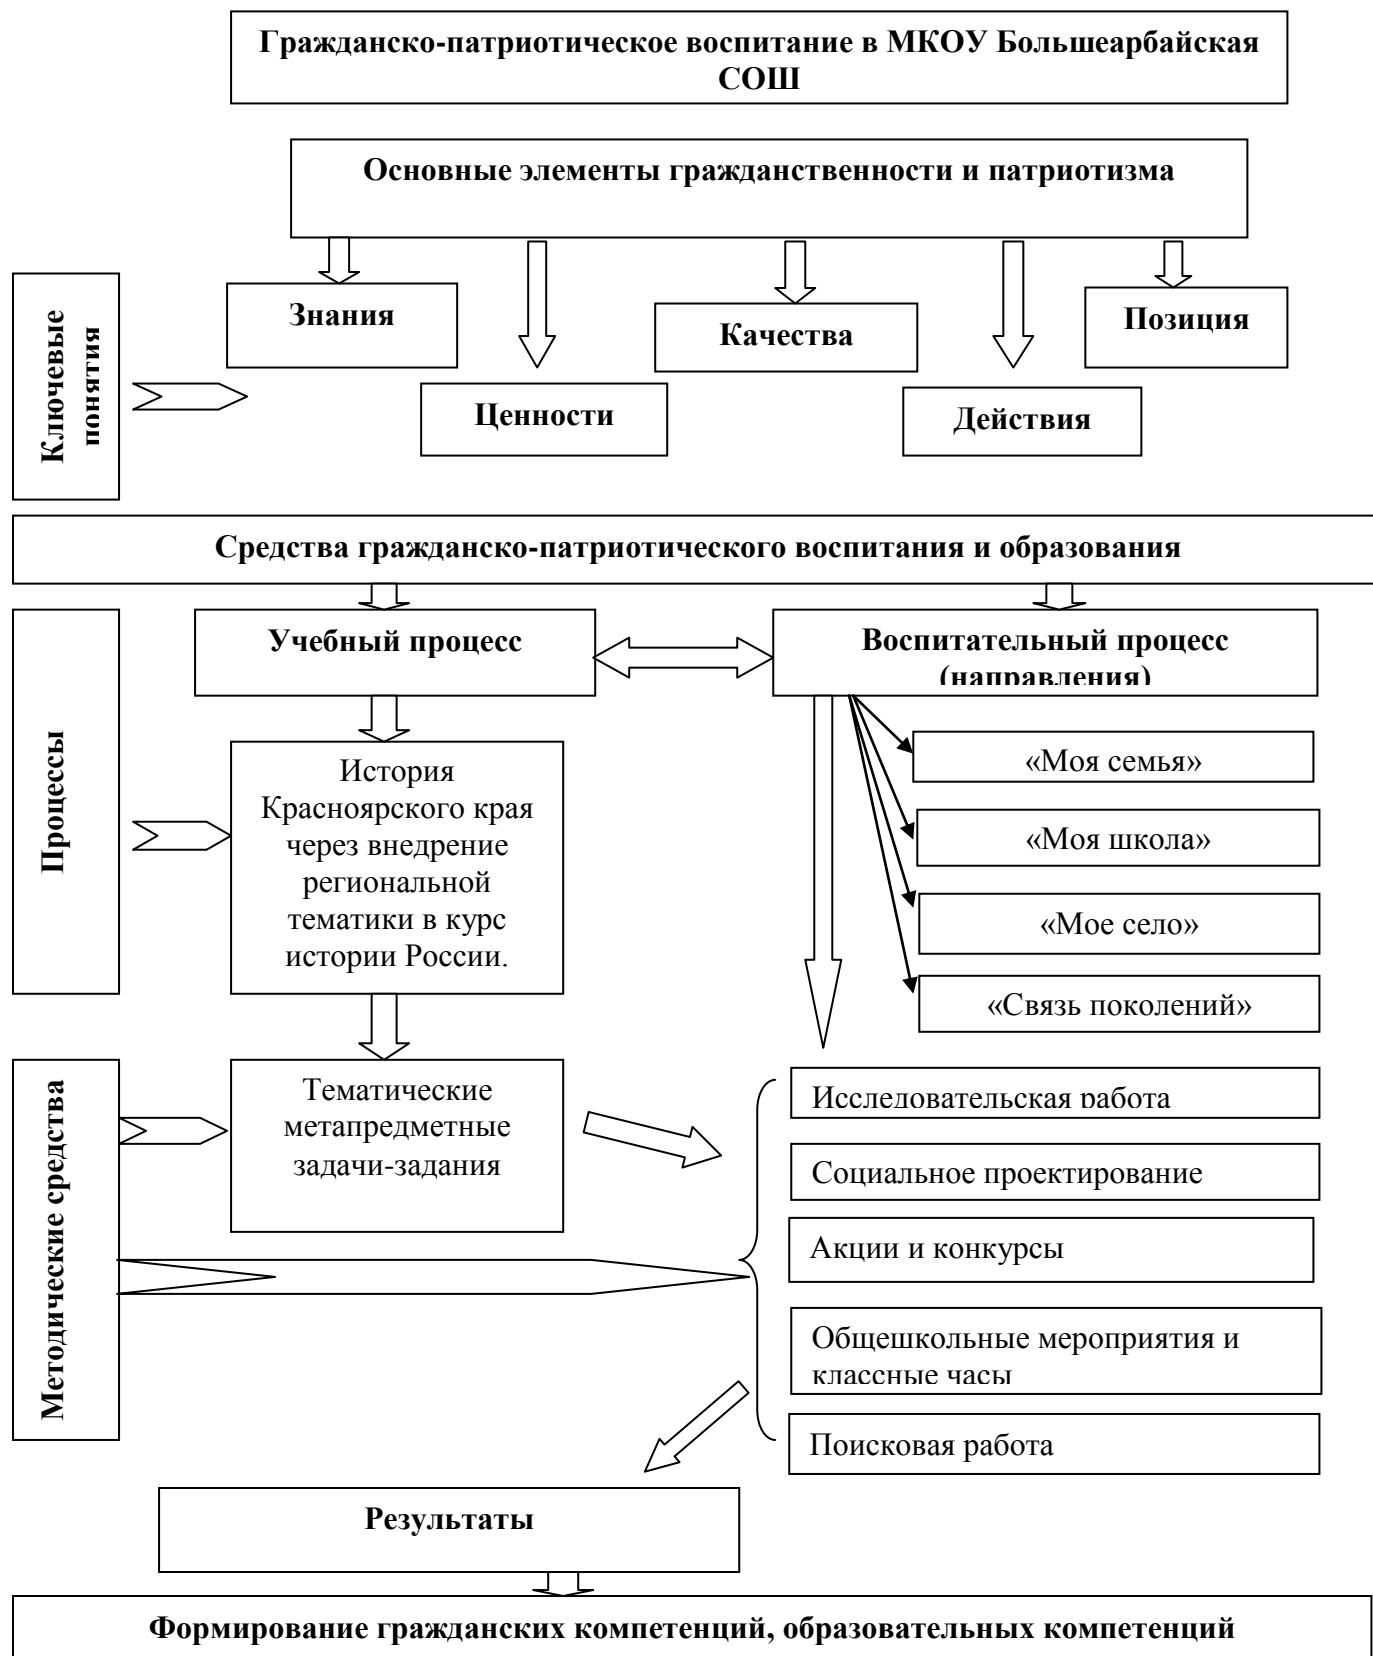 Гражданско-патриотическое воспитание в МКОУ Большеарбайская
СОШ
Основные элементы гражданственности и патриотизма
Ключевые
понятия
Знания
Ценности
Качества
Действия
Позиция
Средства гражданско-патриотического воспитания и образования
Процессы
Учебный процесс
Воспитательный процесс
(направления)
История
Красноярского края
через внедрение
региональной
тематики в курс
истории России.
«Моя семья»
«Моя школа»
«Мое село»
«Связь поколений»
Методические средства
Тематические
метапредметные
задачи-задания
Исследовательская работа
Социальное проектирование
Акции и конкурсы
Общешкольные мероприятия и
классные часы
Поисковая работа
Результаты
Формирование гражданских компетенций, образовательных компетенций